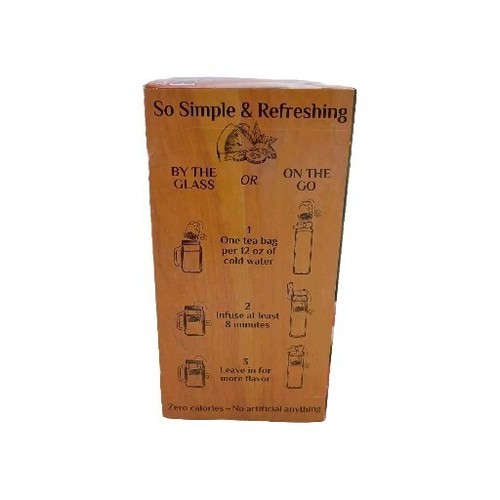 So Simple & Refreshing
BY THE
GLASS
OR
ON THE
GO
1
One tea bag
per 12 oz of
cold water
2
Infuse at least
8 minutes
3
Leave in for
more flavor
Zero calories – No artificial anything